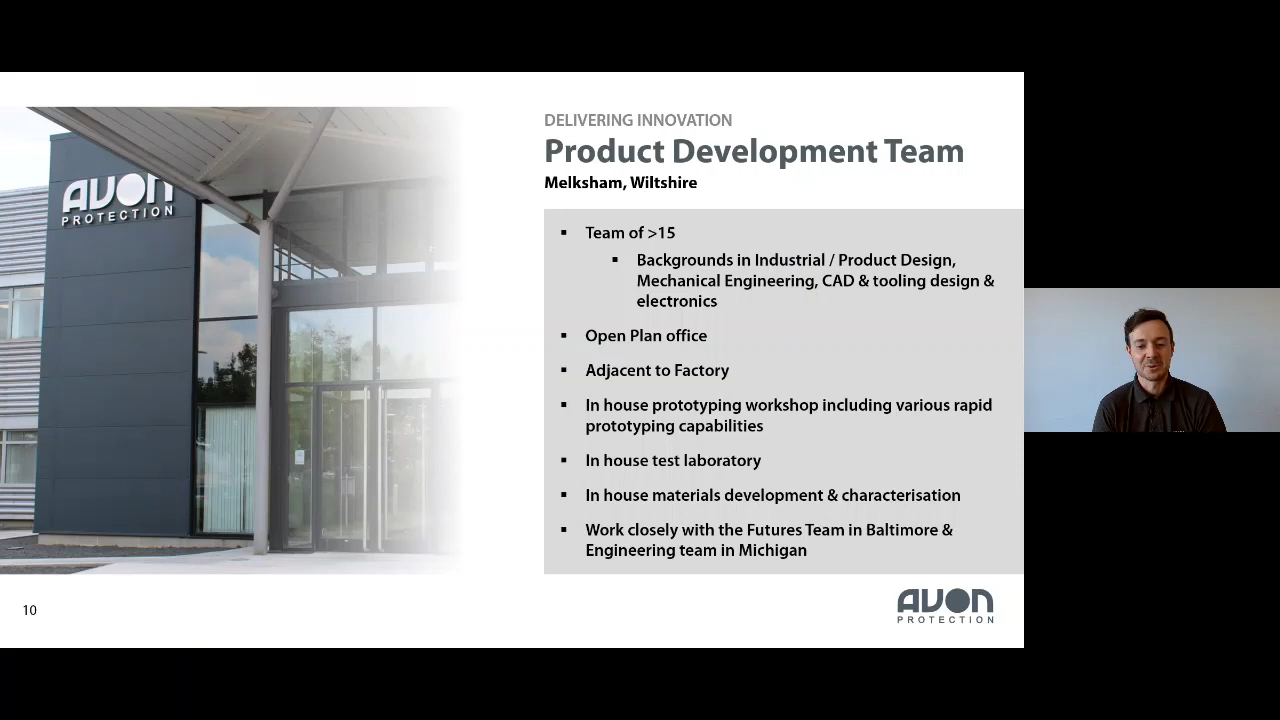 AVON
PROTECTION
DELIVERING INNOVATION
Product Development Team
Melksham, Wiltshire
▪ Team of >15
▪ Backgrounds in Industrial / Product Design,
Mechanical Engineering, CAD & tooling design &
electronics
▪ Open Plan office
▪ Adjacent to Factory
▪ In house prototyping workshop including various rapid
prototyping capabilities
▪ In house test laboratory
▪ In house materials development & characterisation
▪ Work closely with the Futures Team in Baltimore &
Engineering team in Michigan
10
AVON
PROTECTION